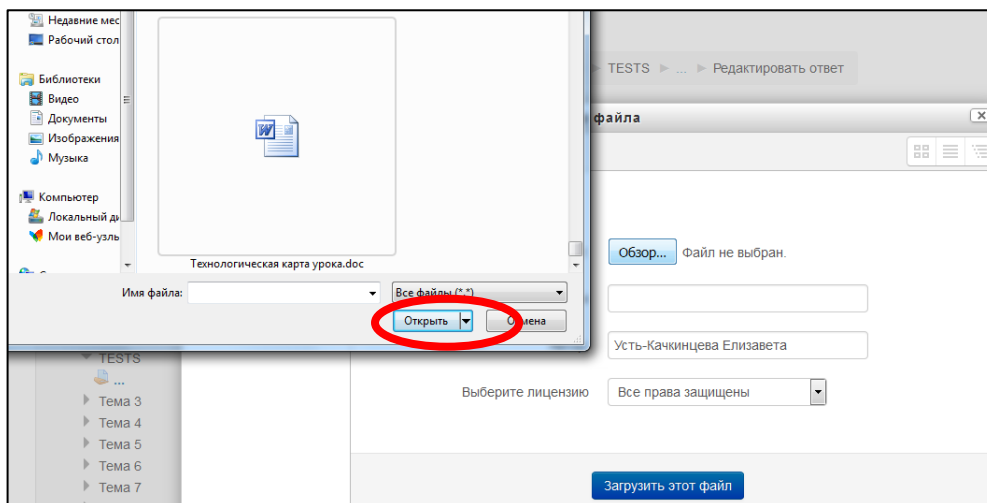 Недавние мес
Рабочий стол
Библиотеки
Видео
Документы
Изображения
Музыка
Компьютер
Локальный ди
Мои веб-узль
Технологическая карта урока.doc
Имя файла:
Все файлы (*.*)
Открыть
Отмена
TESTS ... Редактировать ответ
файла
Обзор... Файл не выбран.
Усть-Качкинцева Елизавета
Выберите лицензию Все права защищены
Загрузить этот файл
TESTS
...
Тема 3
Тема 4
Тема 5
Тема 6
Тема 7